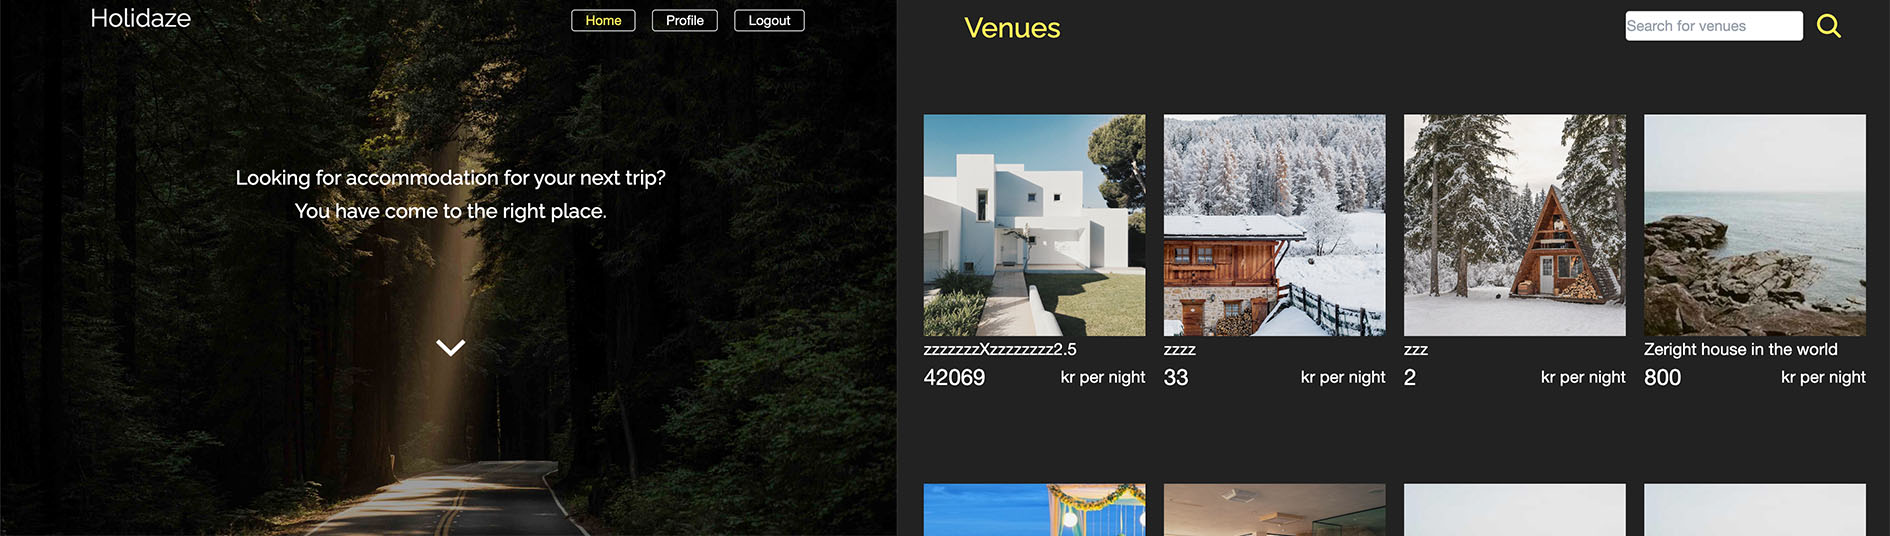 Holidaze
Home
Profile
Logout
Looking for accommodation for your next trip?
You have come to the right place.
Venues
Search for venues
zzzzzzzXzzzzzzzz2.5
42069 kr per night
zzzz
33 kr per night
zzz
2 kr per night
Zeright house in the world
800 kr per night